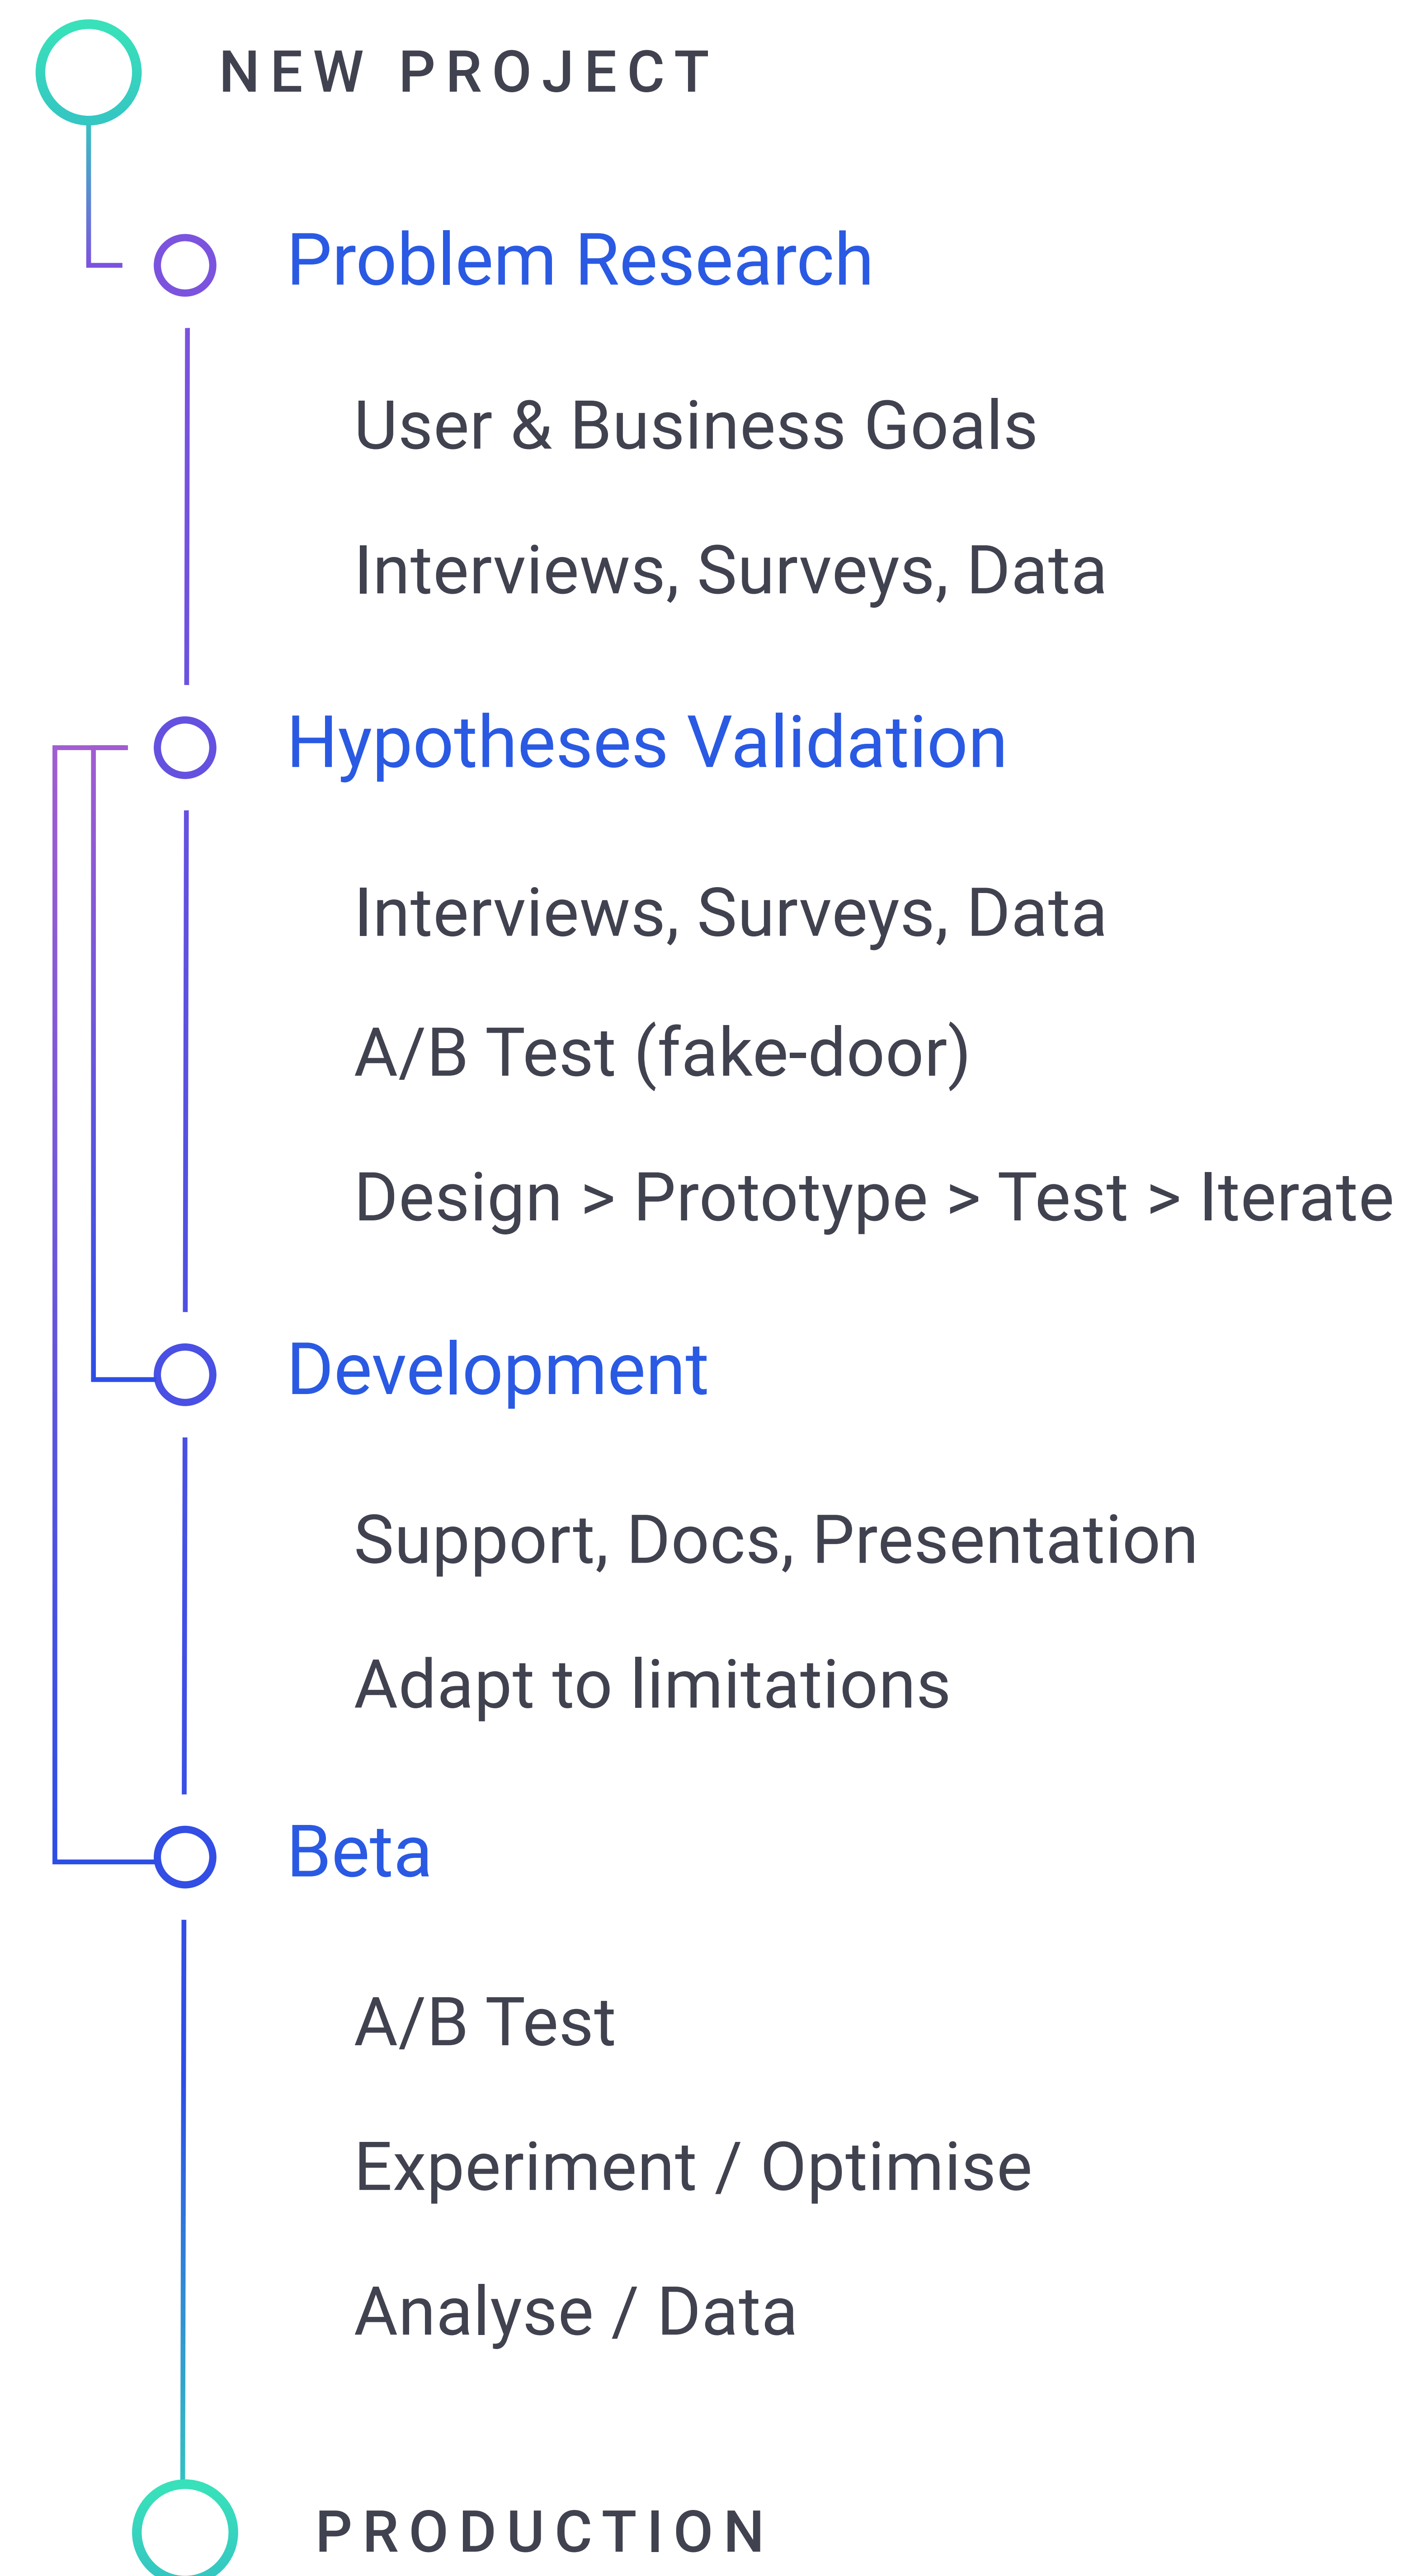 NEW PROJECT
Problem Research
User & Business Goals
Interviews, Surveys, Data
Hypotheses Validation
Interviews, Surveys, Data
A/B Test (fake-door)
Design > Prototype > Test > Iterate
Development
Support, Docs, Presentation
Adapt to limitations
Beta
A/B Test
Experiment / Optimise
Analyse / Data
PRODUCTION